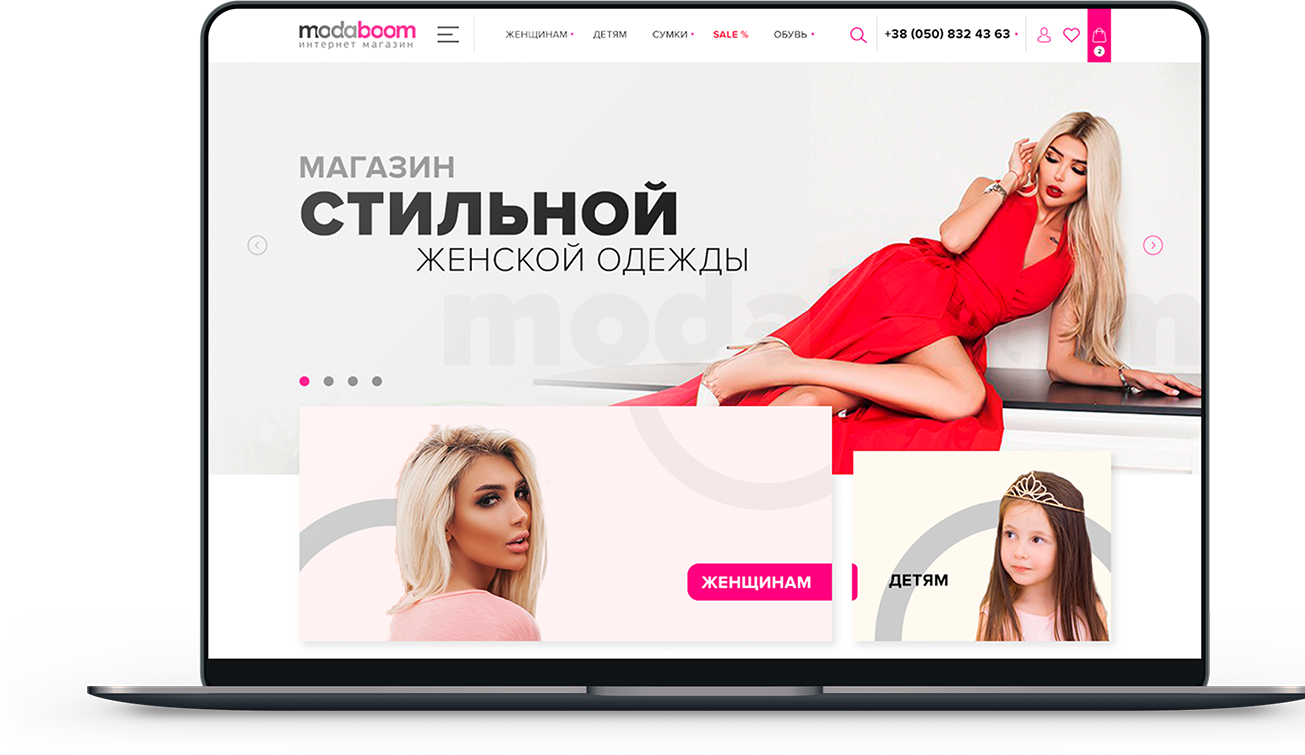 modaboom
интернет магазин
ЖЕНЩИНАМ
ДЕТЯМ
СУМКИ
SALE %
ОБУВЬ
+38 (050) 832 43 63
2
МАГАЗИН
СТИЛЬНОЙ
ЖЕНСКОЙ ОДЕЖДЫ
modaboom
ЖЕНЩИНАМ
ДЕТЯМ